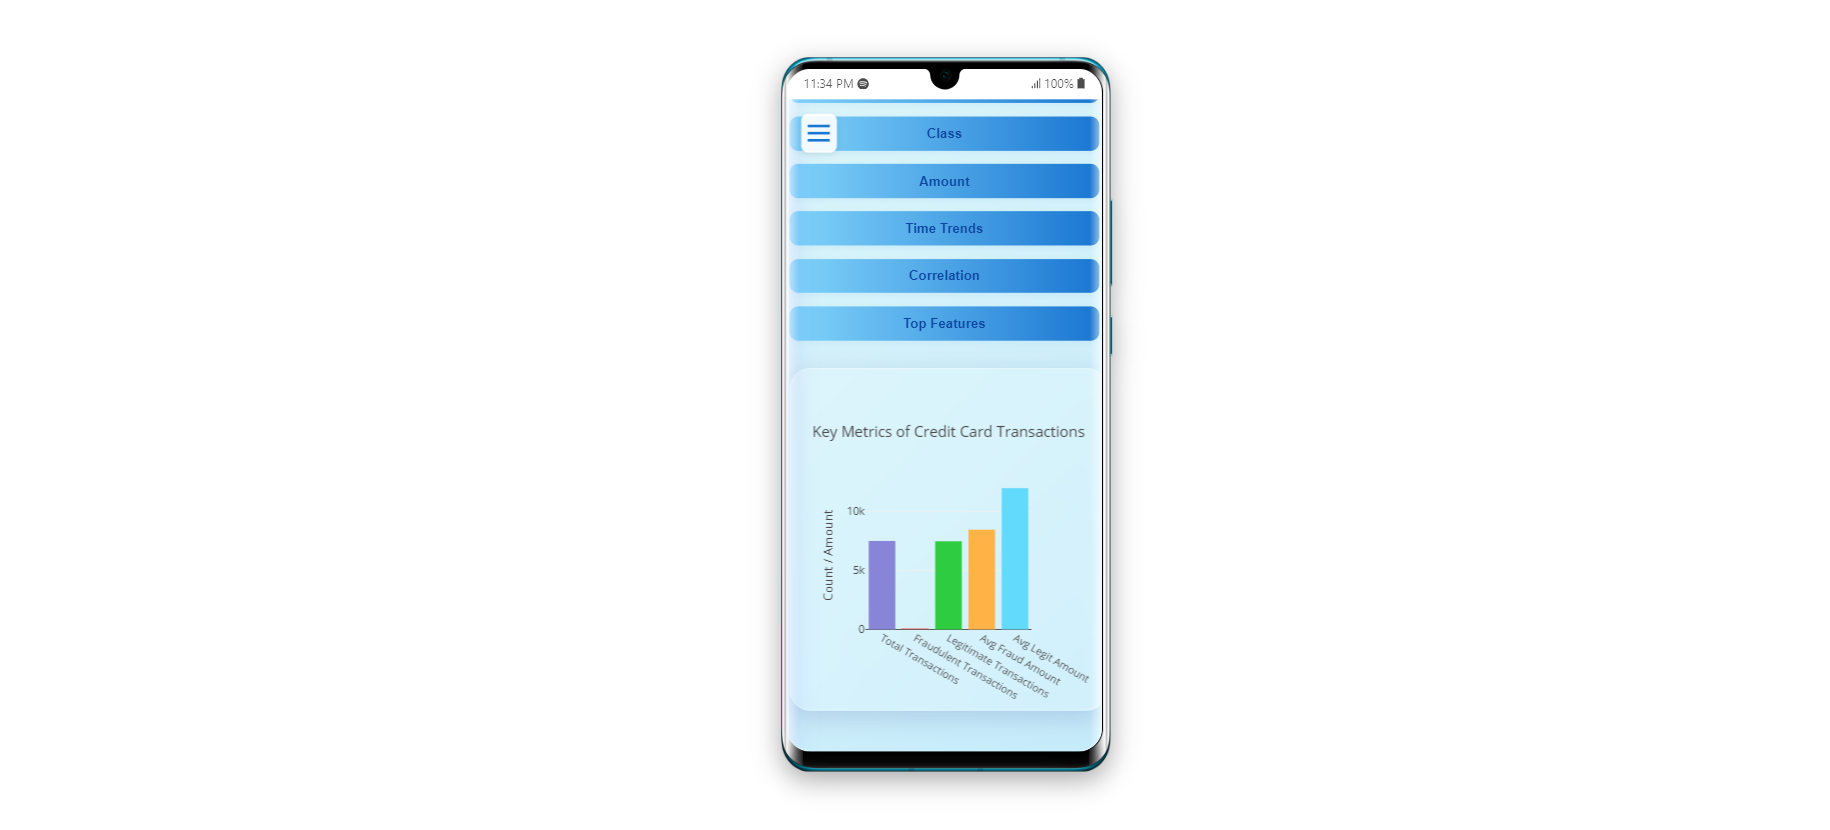 11:34 PM 100%
Class
Amount
Time Trends
Correlation
Top Features
Key Metrics of Credit Card Transactions
Count / Amount
10k
5k
0
Total Transactions
Fraudulent Transactions
Legitimate Transactions
Avg Fraud Amount
Avg Legit Amount